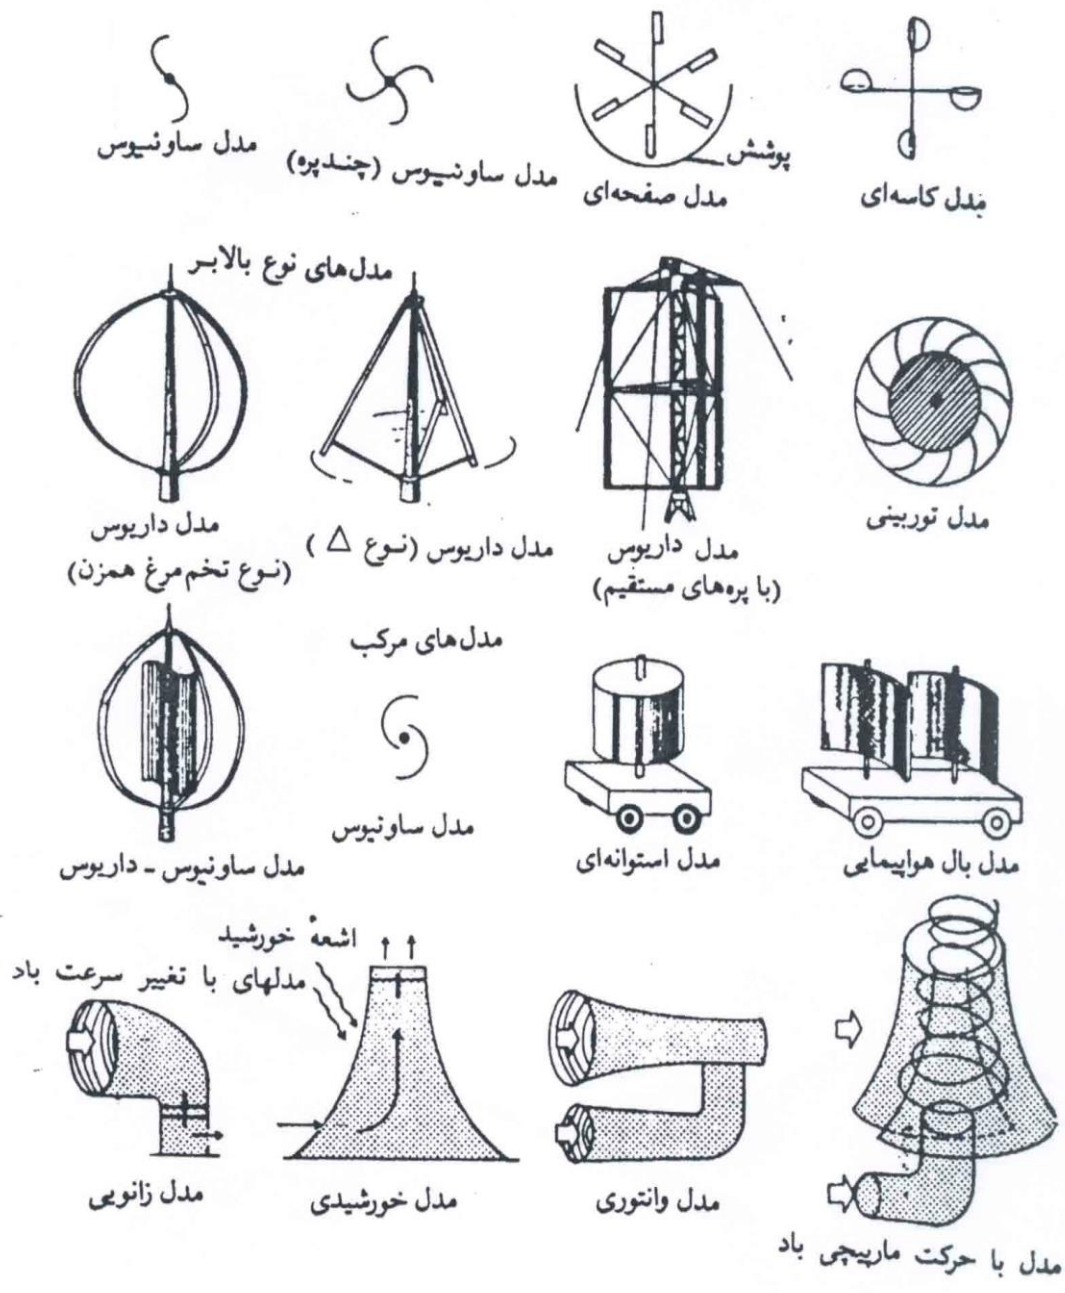 مدل کاسه‌ای
پوشش
مدل صفحه‌ای
مدل ساونیوس (چندپره)
مدل ساونیوس
مدل‌های نوع بالابر
مدل توربینی
مدل داریوس
(با پره‌های مستقیم)
مدل داریوس (نوع Δ)
مدل داریوس
(نوع تخم‌مرغ همزن)
مدل‌های مرکب
مدل بال هواپیمایی
مدل استوانه‌ای
مدل ساونیوس
مدل ساونیوس - داریوس
اشعهٔ خورشید
مدلهای با تغییر سرعت باد
مدل با حرکت مارپیچی باد
مدل وانتوری
مدل خورشیدی
مدل زانویی